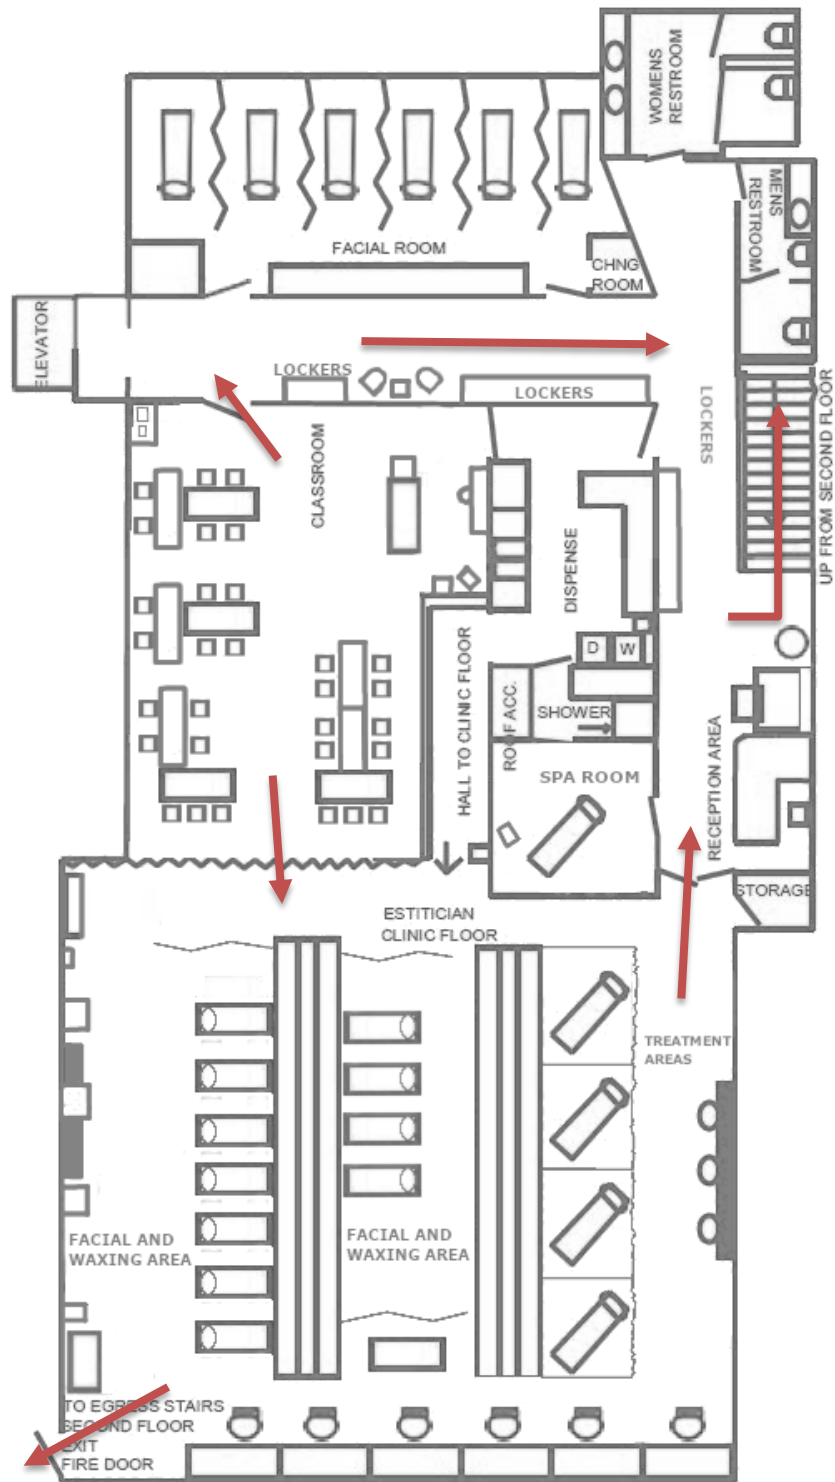 WOMENS
RESTROOM
MENS
RESTROOM
FACIAL ROOM
CHNG
ROOM
ELEVATOR
LOCKERS
LOCKERS
LOCKERS
UP FROM SECOND FLOOR
CLASSROOM
DISPENSE
D
W
HALL TO CLINIC FLOOR
ROOF ACC.
SHOWER
SPA ROOM
RECEPTION AREA
STORAGE
ESTITICIAN
CLINIC FLOOR
TREATMENT
AREAS
FACIAL AND
WAXING AREA
FACIAL AND
WAXING AREA
TO EGRESS STAIRS
SECOND FLOOR
EXIT
FIRE DOOR